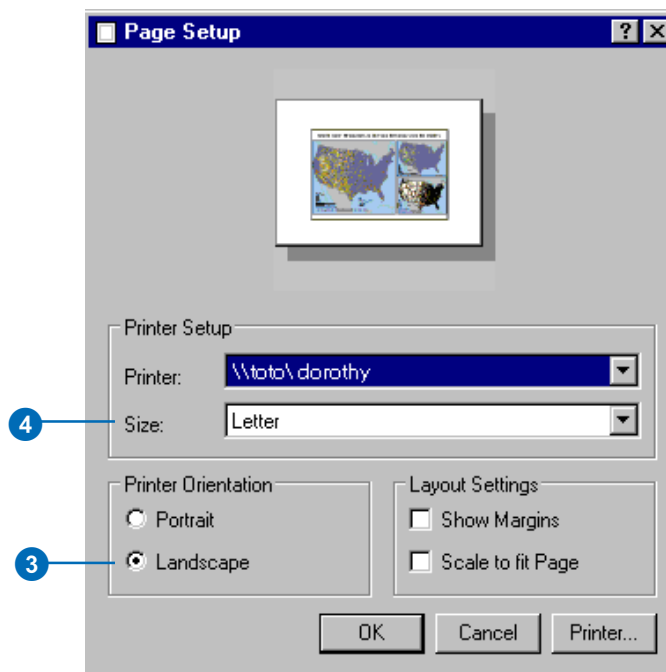 Page Setup
Printer Setup
Printer: \\toto\dorothy
4
Size: Letter
Printer Orientation
Portrait
3
Landscape
Layout Settings
Show Margins
Scale to fit Page
OK Cancel Printer...